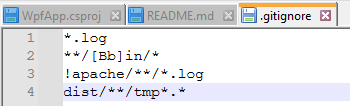 WpfApp.csproj README.md .gitignore
1 *.log
2 **/[Bb]in/*
3 !apache/**/*.log
4 dist/**/tmp*.*